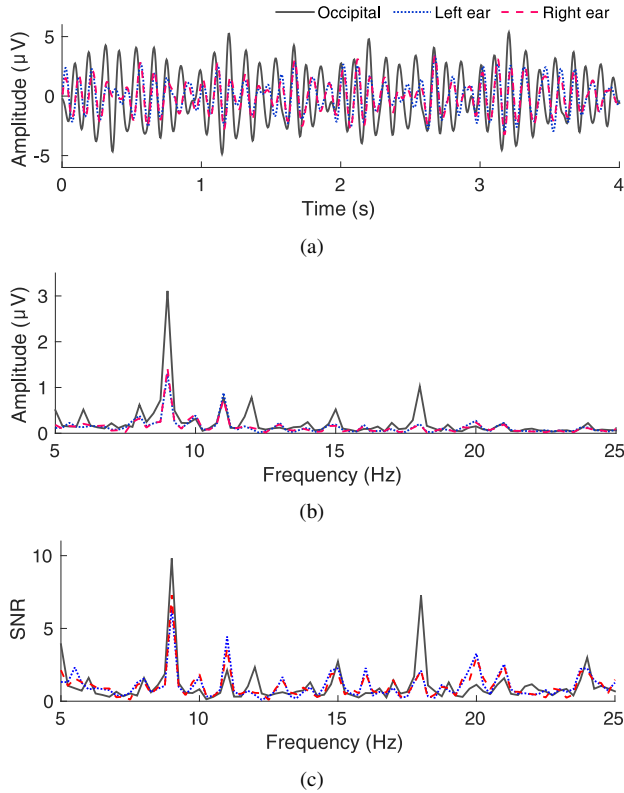 Occipital Left ear Right ear
Amplitude (µV)
5
0
-5
0 1 2 3 4
Time (s)
(a)
Amplitude (µV)
3
2
1
0
5 10 15 20 25
Frequency (Hz)
(b)
SNR
10
5
0
5 10 15 20 25
Frequency (Hz)
(c)